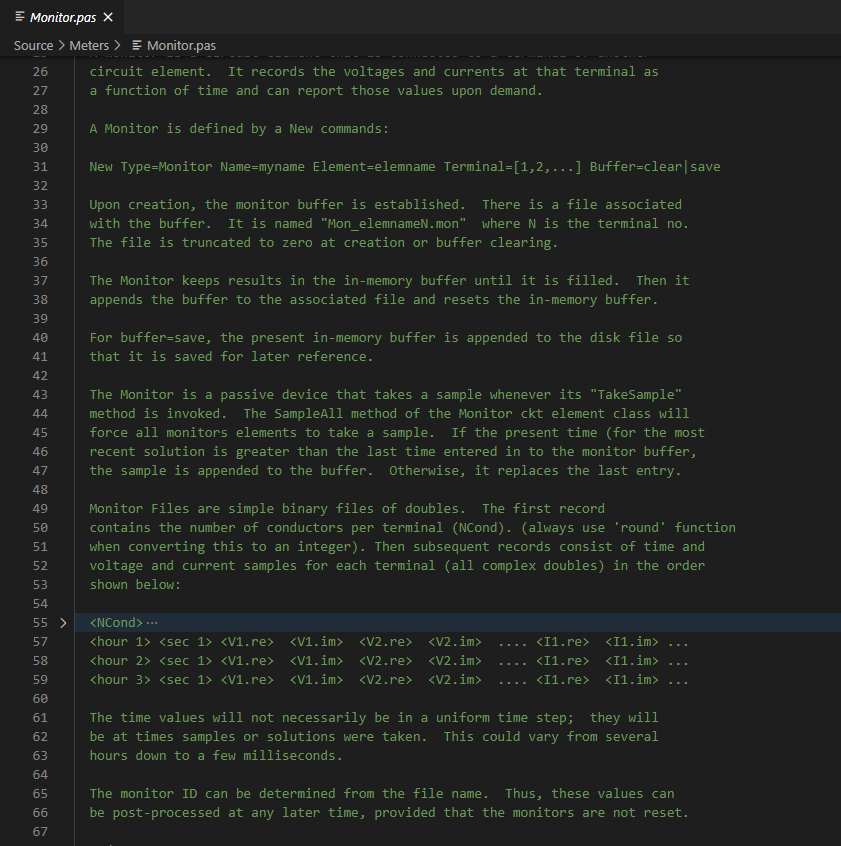 Monitor.pas
Source > Meters > Monitor.pas
26 circuit element.  It records the voltages and currents at that terminal as
27 a function of time and can report those values upon demand.
28
29 A Monitor is defined by a New commands:
30
31 New Type=Monitor Name=myname Element=elemname Terminal=[1,2,...] Buffer=clear|save
32
33 Upon creation, the monitor buffer is established.  There is a file associated
34 with the buffer.  It is named "Mon_elemnameN.mon"  where N is the terminal no.
35 The file is truncated to zero at creation or buffer clearing.
36
37 The Monitor keeps results in the in-memory buffer until it is filled.  Then it
38 appends the buffer to the associated file and resets the in-memory buffer.
39
40 For buffer=save, the present in-memory buffer is appended to the disk file so
41 that it is saved for later reference.
42
43 The Monitor is a passive device that takes a sample whenever its "TakeSample"
44 method is invoked.  The SampleAll method of the Monitor ckt element class will
45 force all monitors elements to take a sample.  If the present time (for the most
46 recent solution is greater than the last time entered in to the monitor buffer,
47 the sample is appended to the buffer.  Otherwise, it replaces the last entry.
48
49 Monitor Files are simple binary files of doubles.  The first record
50 contains the number of conductors per terminal (NCond). (always use 'round' function
51 when converting this to an integer). Then subsequent records consist of time and
52 voltage and current samples for each terminal (all complex doubles) in the order
53 shown below:
54
55 <NCond>···
57 <hour 1> <sec 1> <V1.re>  <V1.im>  <V2.re>  <V2.im>  .... <I1.re>  <I1.im> ...
58 <hour 2> <sec 1> <V1.re>  <V1.im>  <V2.re>  <V2.im>  .... <I1.re>  <I1.im> ...
59 <hour 3> <sec 1> <V1.re>  <V1.im>  <V2.re>  <V2.im>  .... <I1.re>  <I1.im> ...
60
61 The time values will not necessarily be in a uniform time step;  they will
62 be at times samples or solutions were taken.  This could vary from several
63 hours down to a few milliseconds.
64
65 The monitor ID can be determined from the file name.  Thus, these values can
66 be post-processed at any later time, provided that the monitors are not reset.
67